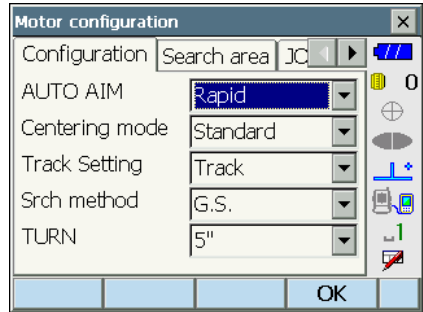 Motor configuration
Configuration Search area JC
AUTO AIM Rapid
0
Centering mode Standard
Track Setting Track
Srch method G.S.
TURN 5"
1
OK